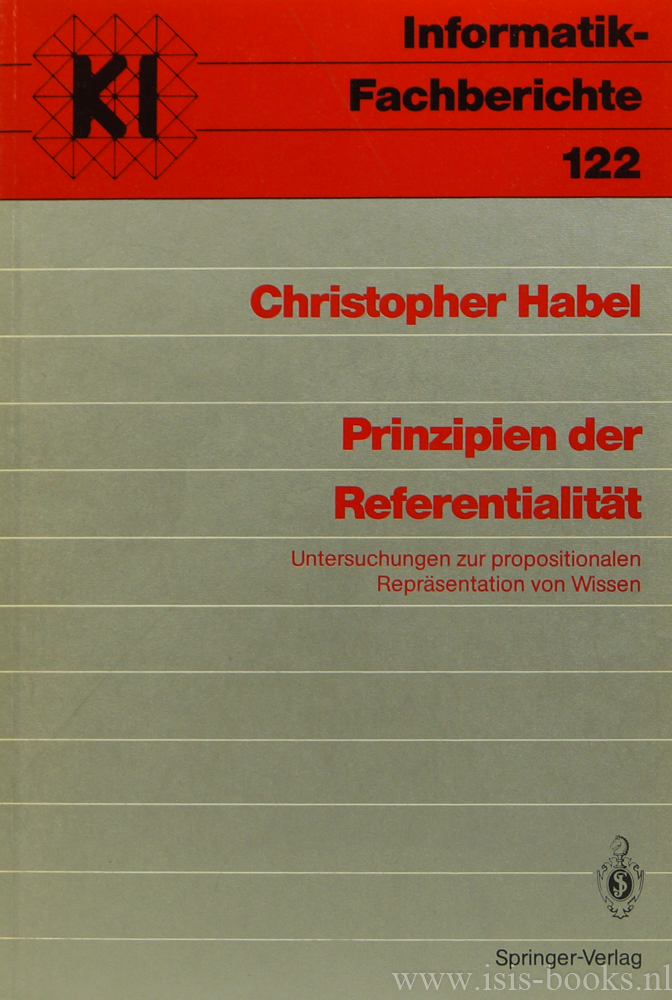 KI
Informatik-
Fachberichte
122
Christopher Habel
Prinzipien der
Referentialität
Untersuchungen zur propositionalen
Repräsentation von Wissen
Springer-Verlag
www.isis-books.nl